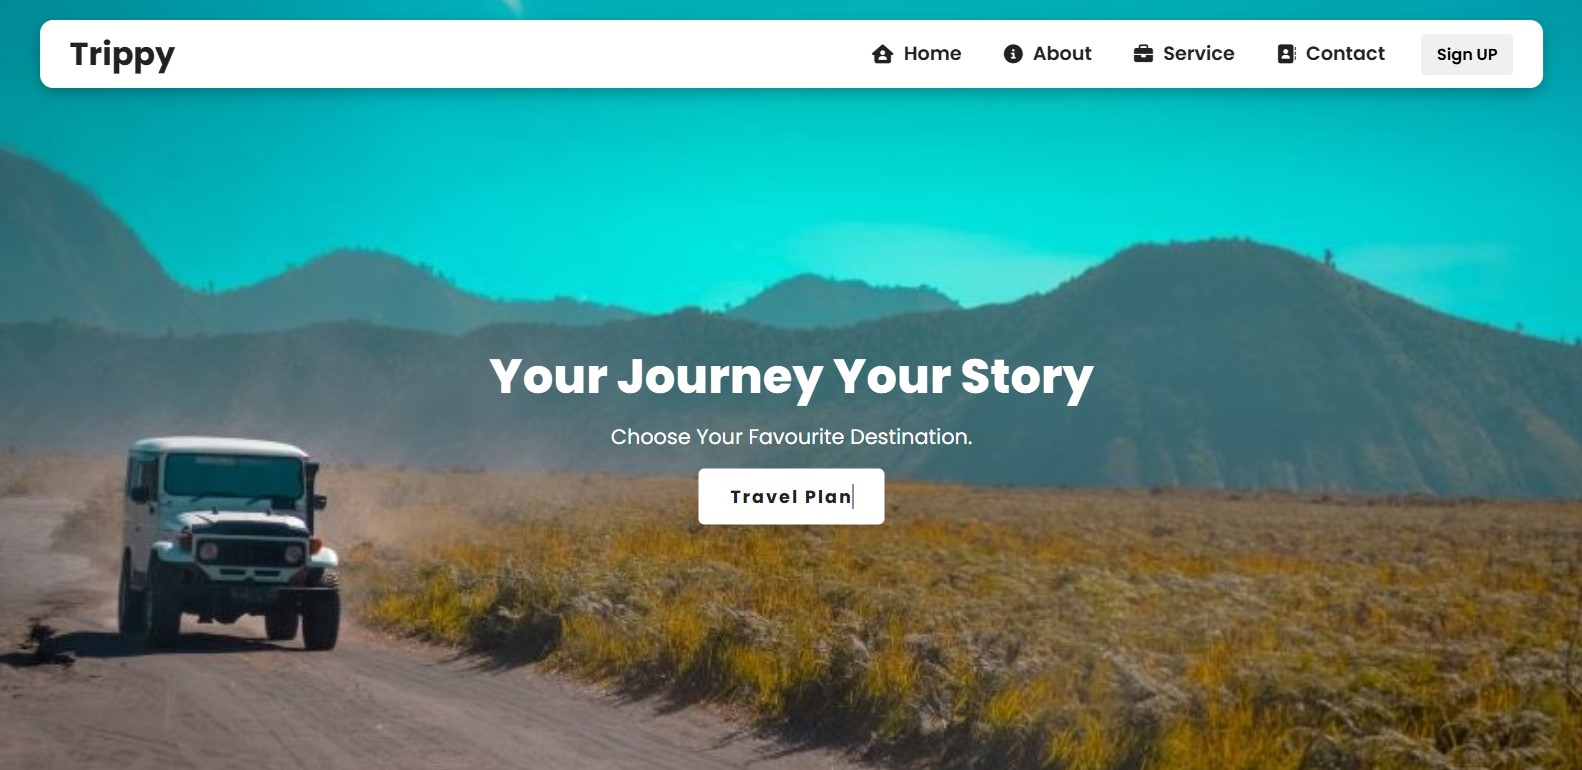 Trippy
Home
About
Service
Contact
Sign UP
Your Journey Your Story
Choose Your Favourite Destination.
Travel Plan